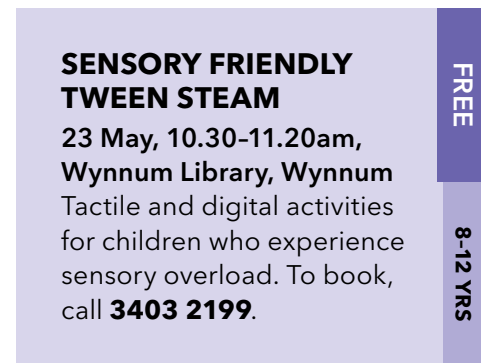 SENSORY FRIENDLY
TWEEN STEAM
23 May, 10.30–11.20am,
Wynnum Library, Wynnum
Tactile and digital activities
for children who experience
sensory overload. To book,
call 3403 2199.
FREE
8-12 YRS